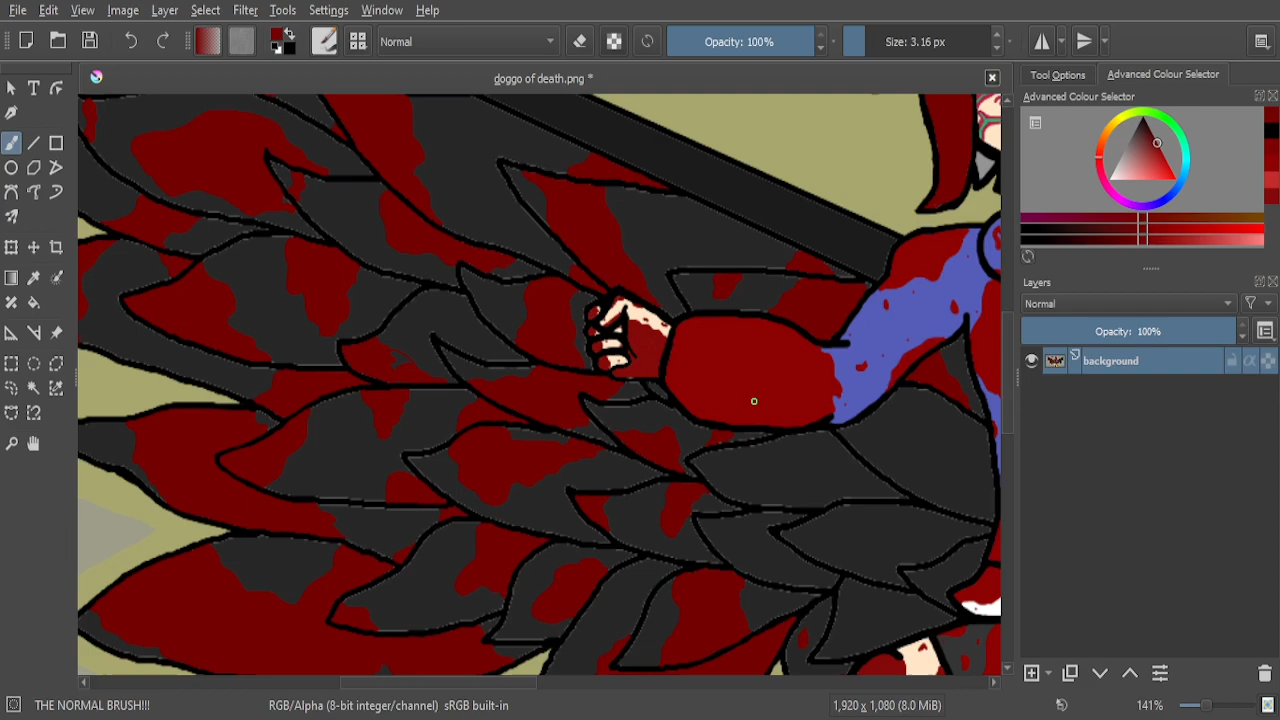 File Edit View Image Layer Select Filter Tools Settings Window Help
Normal Opacity: 100% Size: 3.16 px
doggo of death.png * Tool Options Advanced Colour Selector
Advanced Colour Selector
Layers
Normal
Opacity: 100%
background
THE NORMAL BRUSH!!! RGB/Alpha (8-bit integer/channel) sRGB built-in 1,920 x 1,080 (8.0 MiB) 141%